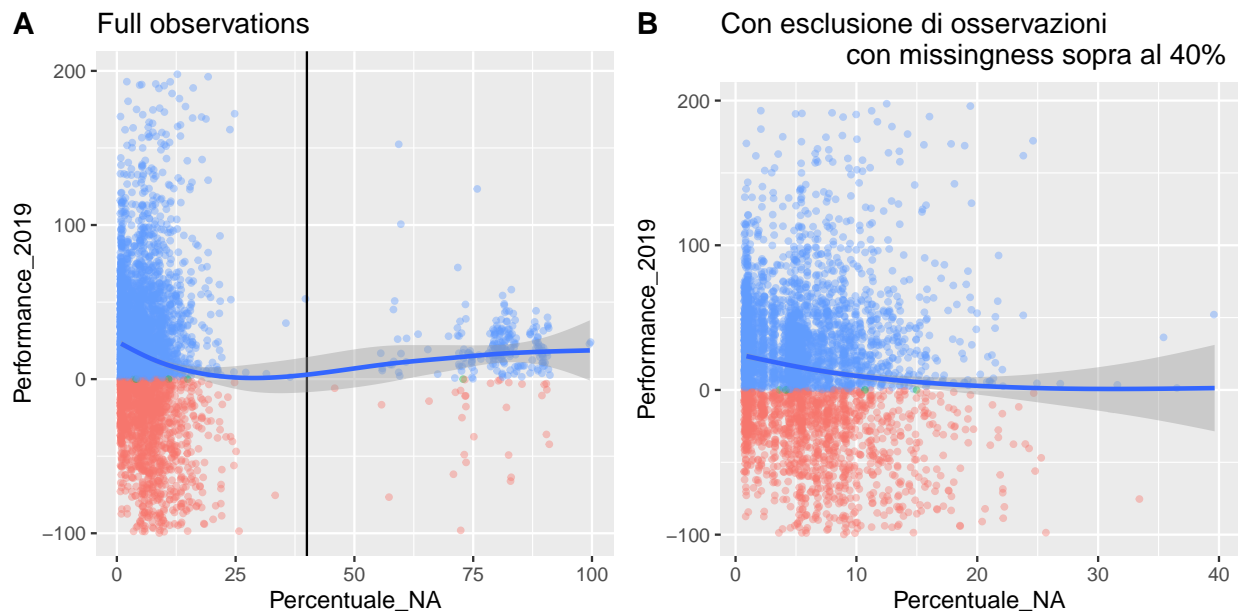 A
Full observations
200
100
0
−100
Performance_2019
0
25
50
75
100
Percentuale_NA
B
Con esclusione di osservazioni
con missingness sopra al 40%
200
100
0
−100
Performance_2019
0
10
20
30
40
Percentuale_NA